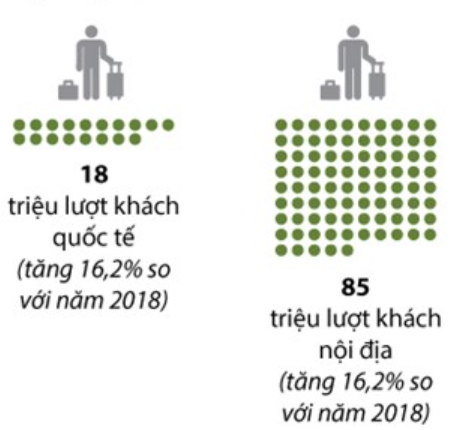 18
triệu lượt khách
quốc tế
(tăng 16,2% so
với năm 2018)
85
triệu lượt khách
nội địa
(tăng 16,2% so
với năm 2018)